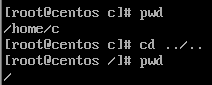 [root@centos c]# pwd
/home/c
[root@centos c]# cd ../..
[root@centos /]# pwd
/